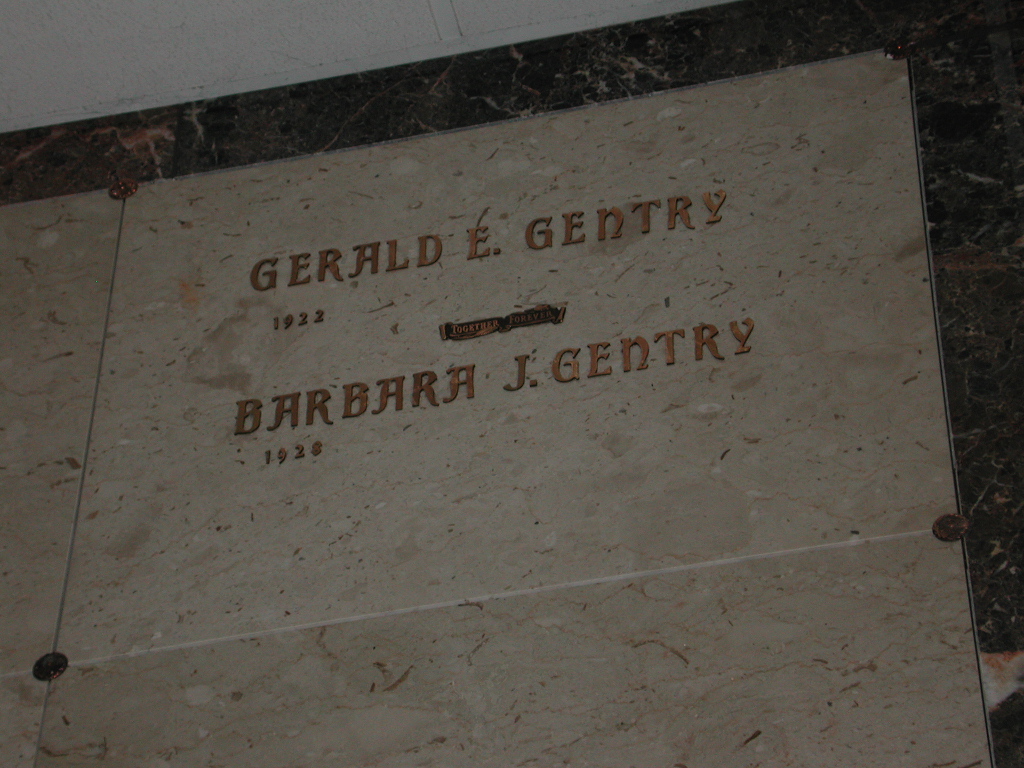 GERALD E. GENTRY
1922
TOGETHER FOREVER
BARBARA J. GENTRY
1928